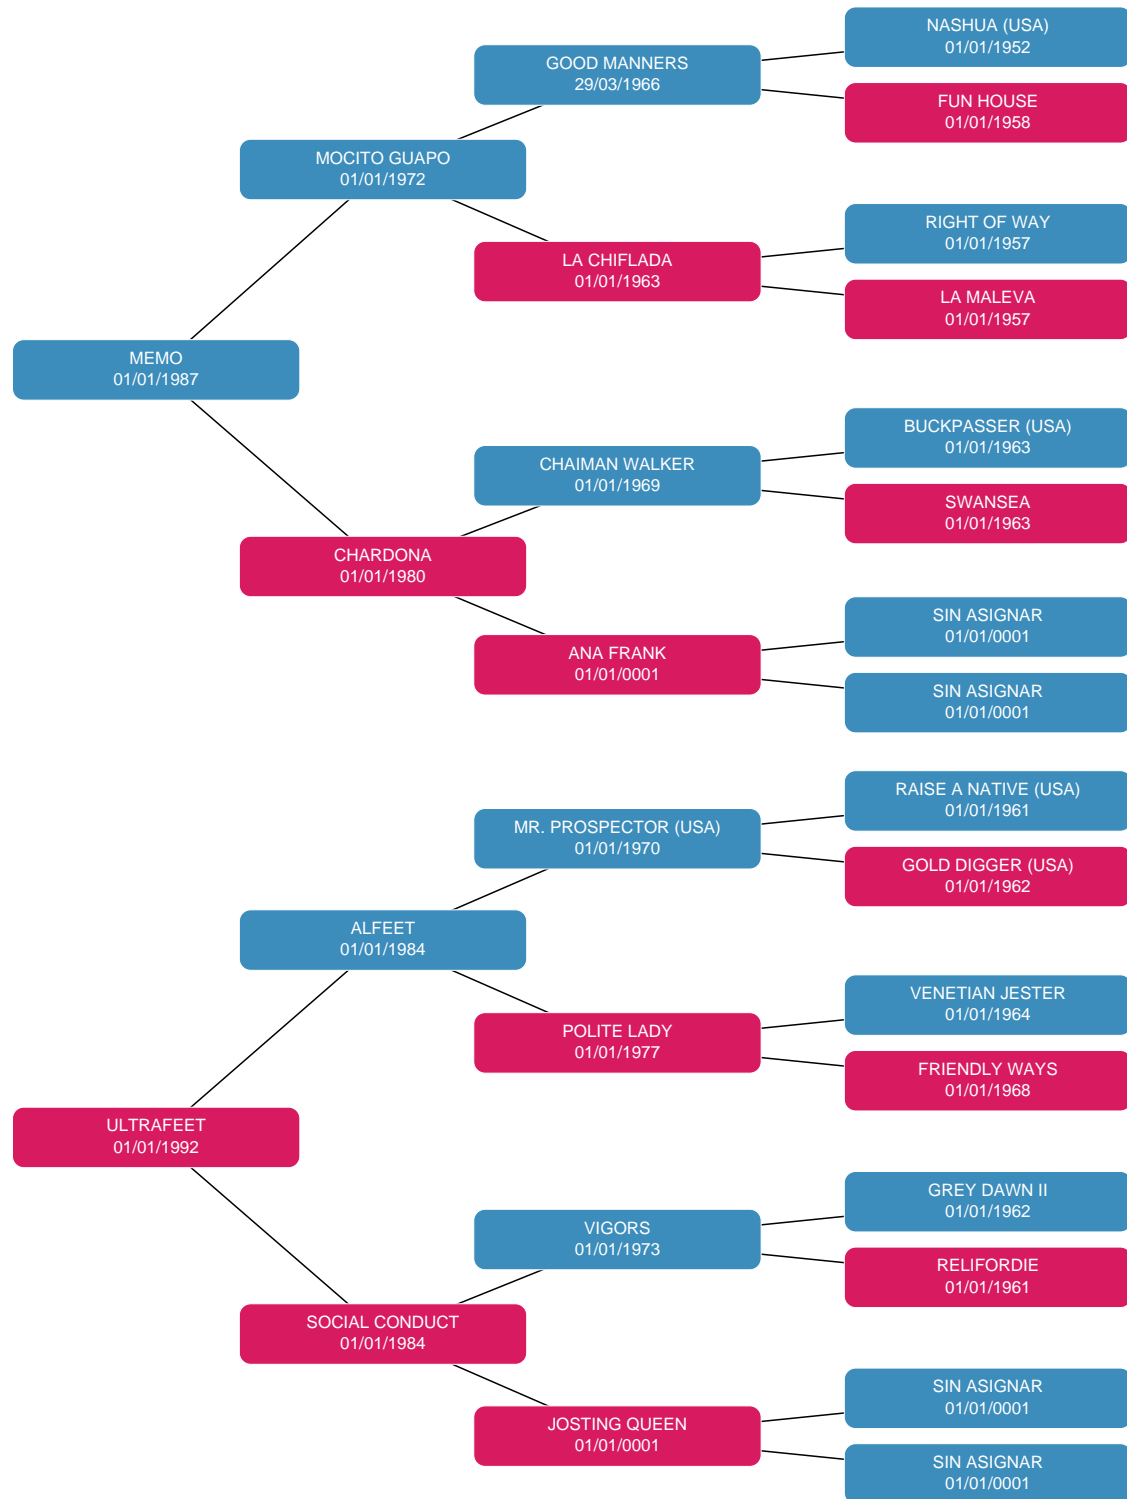 NASHUA (USA)
01/01/1952
GOOD MANNERS
29/03/1966
FUN HOUSE
01/01/1958
MOCITO GUAPO
01/01/1972
RIGHT OF WAY
01/01/1957
LA CHIFLADA
01/01/1963
LA MALEVA
01/01/1957
MEMO
01/01/1987
BUCKPASSER (USA)
01/01/1963
CHAIMAN WALKER
01/01/1969
SWANSEA
01/01/1963
CHARDONA
01/01/1980
SIN ASIGNAR
01/01/0001
ANA FRANK
01/01/0001
SIN ASIGNAR
01/01/0001
RAISE A NATIVE (USA)
01/01/1961
MR. PROSPECTOR (USA)
01/01/1970
GOLD DIGGER (USA)
01/01/1962
ALFEET
01/01/1984
VENETIAN JESTER
01/01/1964
POLITE LADY
01/01/1977
FRIENDLY WAYS
01/01/1968
ULTRAFEET
01/01/1992
GREY DAWN II
01/01/1962
VIGORS
01/01/1973
RELIFORDIE
01/01/1961
SOCIAL CONDUCT
01/01/1984
SIN ASIGNAR
01/01/0001
JOSTING QUEEN
01/01/0001
SIN ASIGNAR
01/01/0001